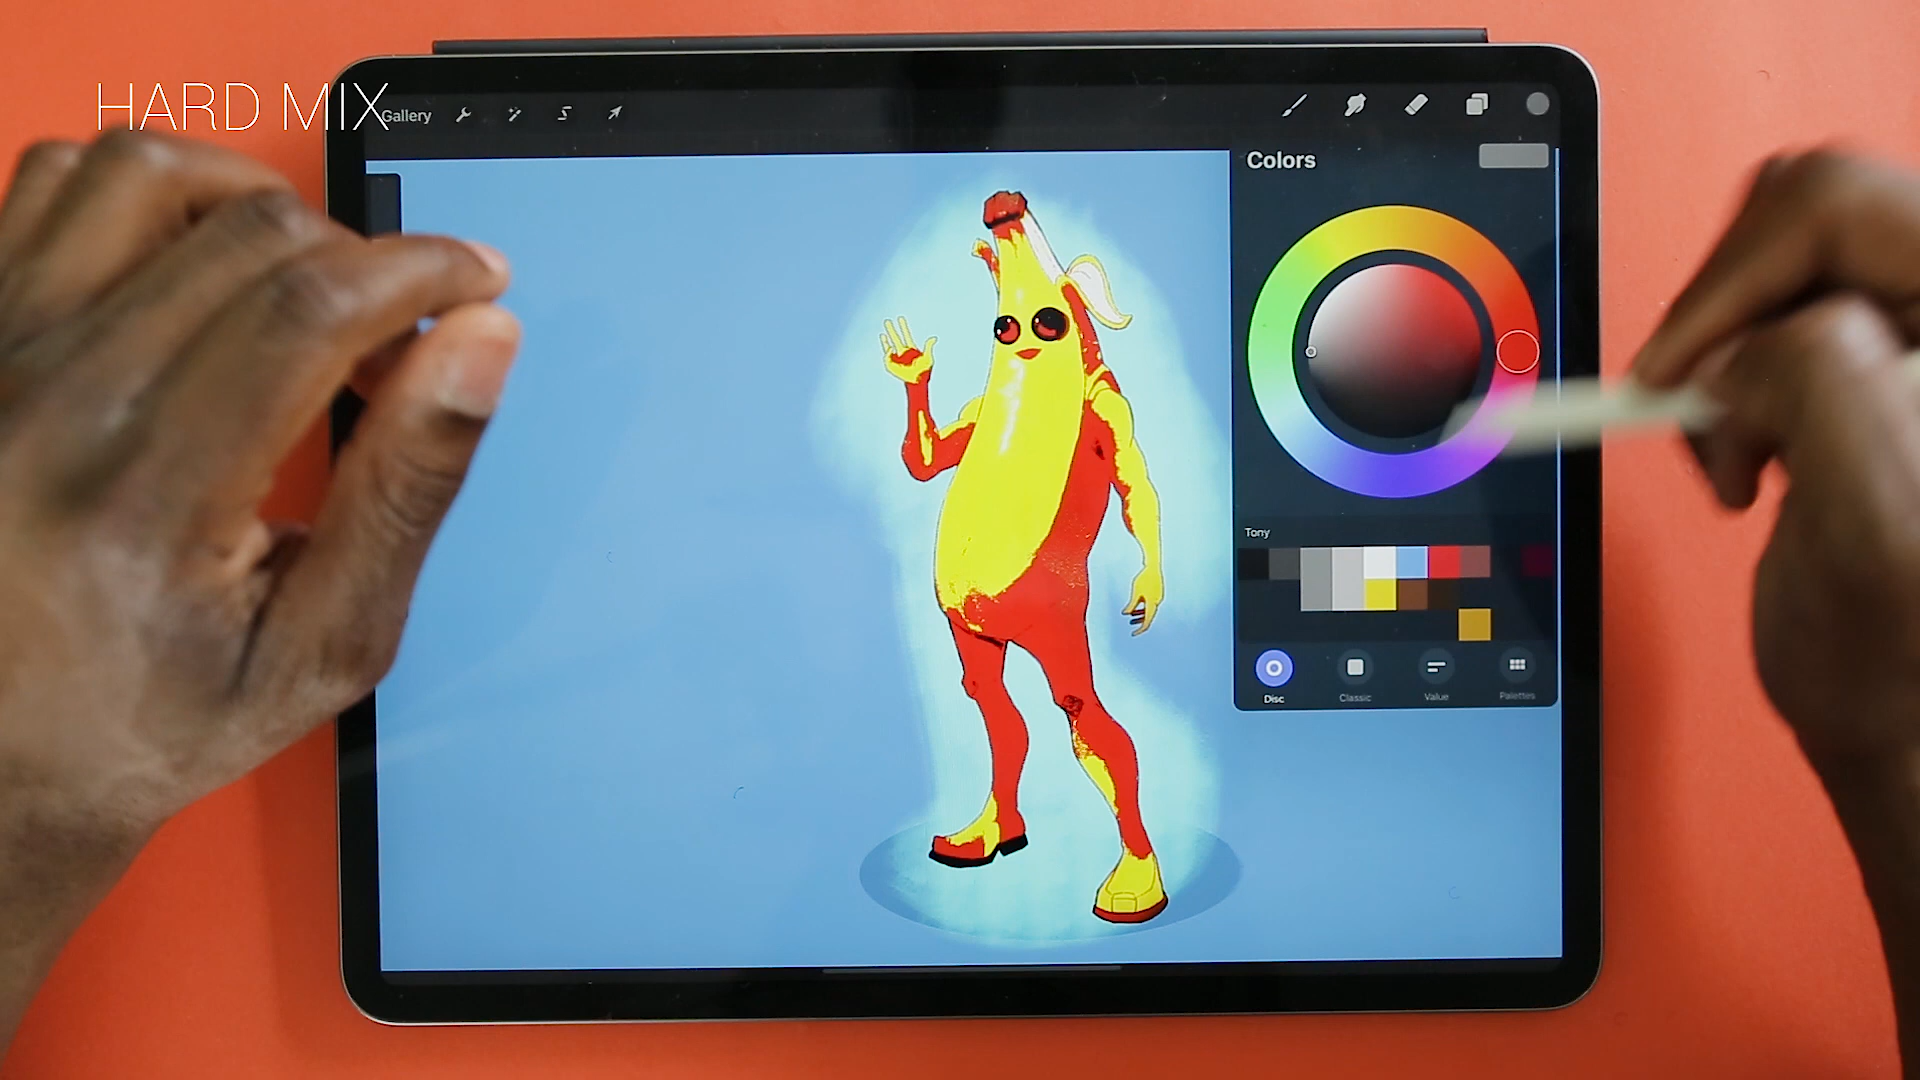 HARD MIX
Gallery
Colors
Tony
Disc
Classic
Value
Palettes